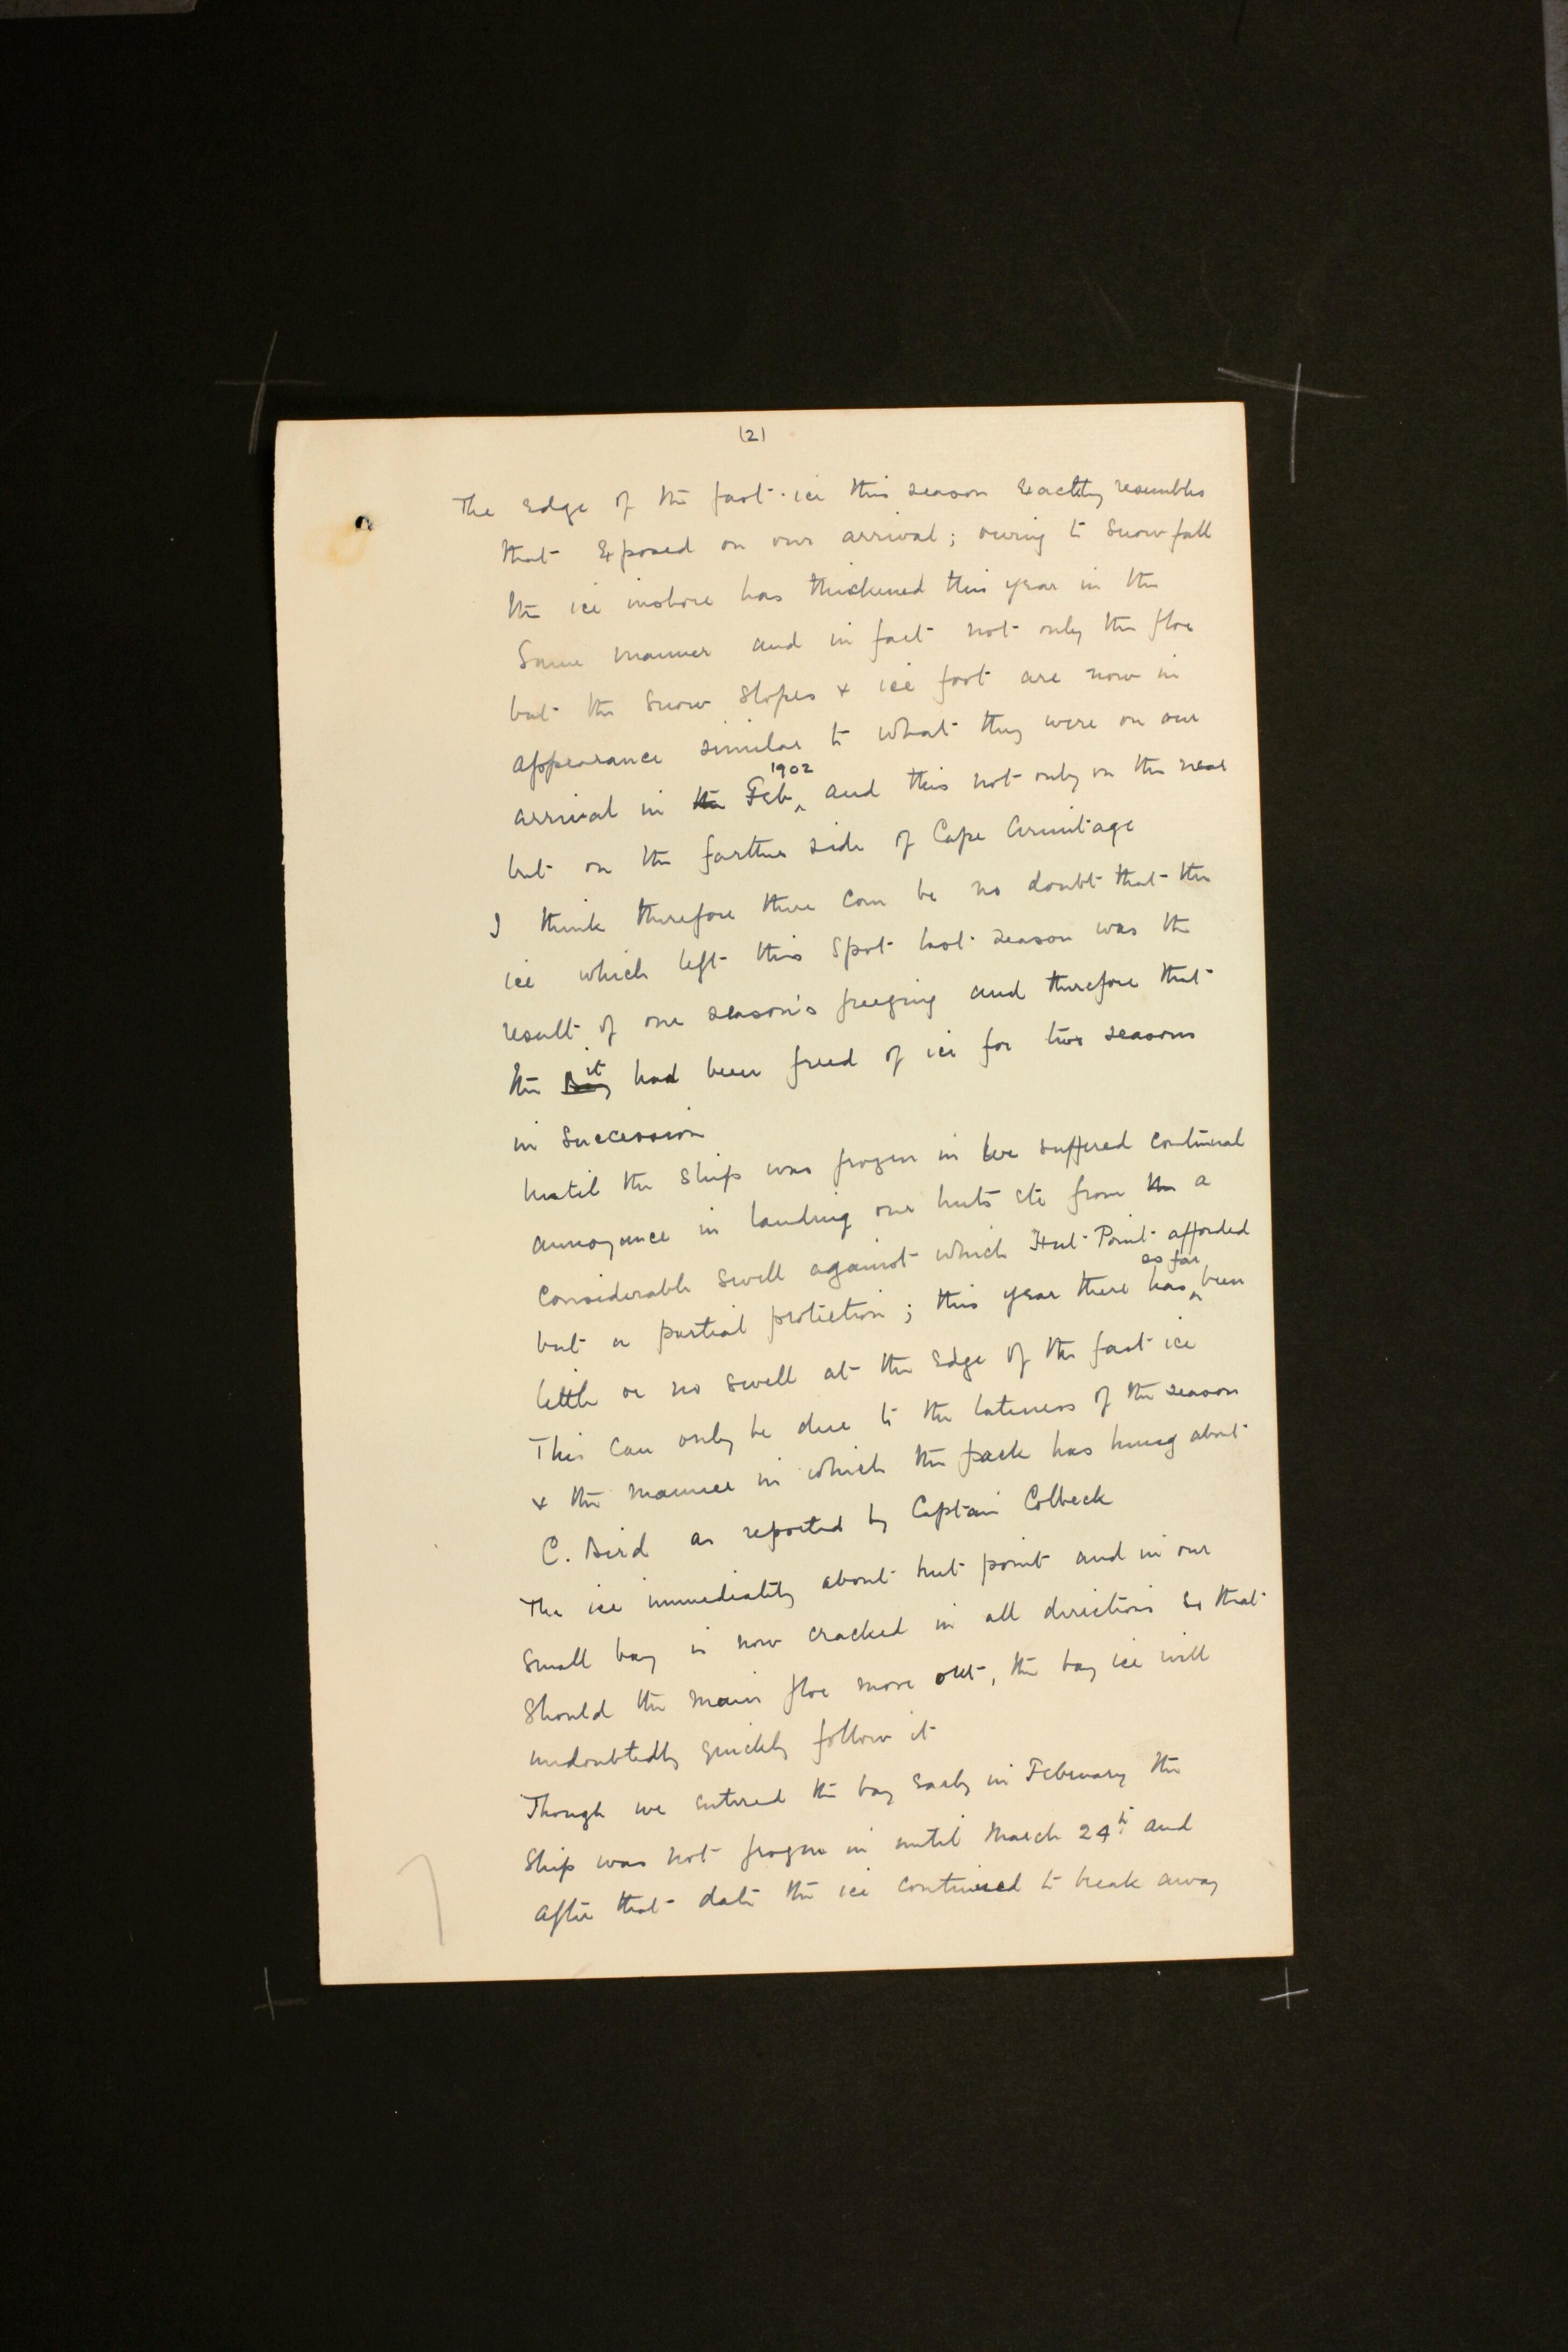 (2)
The edge of the fast-ice this season exactly resembles
that exposed on our arrival; owing to snowfall
the ice inshore has thickened this year in the
same manner and in fact not only the floe
but the snow slopes & ice foot are now in
appearance similar to what they were on our
arrival in the Feb 1902 and this not only on the near
but on the farther side of Cape Armitage
I think therefore there can be no doubt that the
ice which left this spot last season was the
result of one season's freezing and therefore that
the Bay it had been freed of ice for two seasons
in succession
Until the ship was frozen in we suffered continual
annoyance in landing our huts etc from the a
considerable swell against which Hut Point afforded
but a partial protection; this year there has so far been
little or no swell at the edge of the fast ice
This can only be due to the lateness of the season
& the manner in which the pack has hung about
C. Bird as reported by Captain Colbeck
The ice immediately about hut point and in our
small bay is now cracked in all directions so that
should the main floe move out, the bay ice will
undoubtedly quickly follow it
Though we entered the bay early in February the
ship was not frozen in until March 24th and
after that date the ice continued to break away